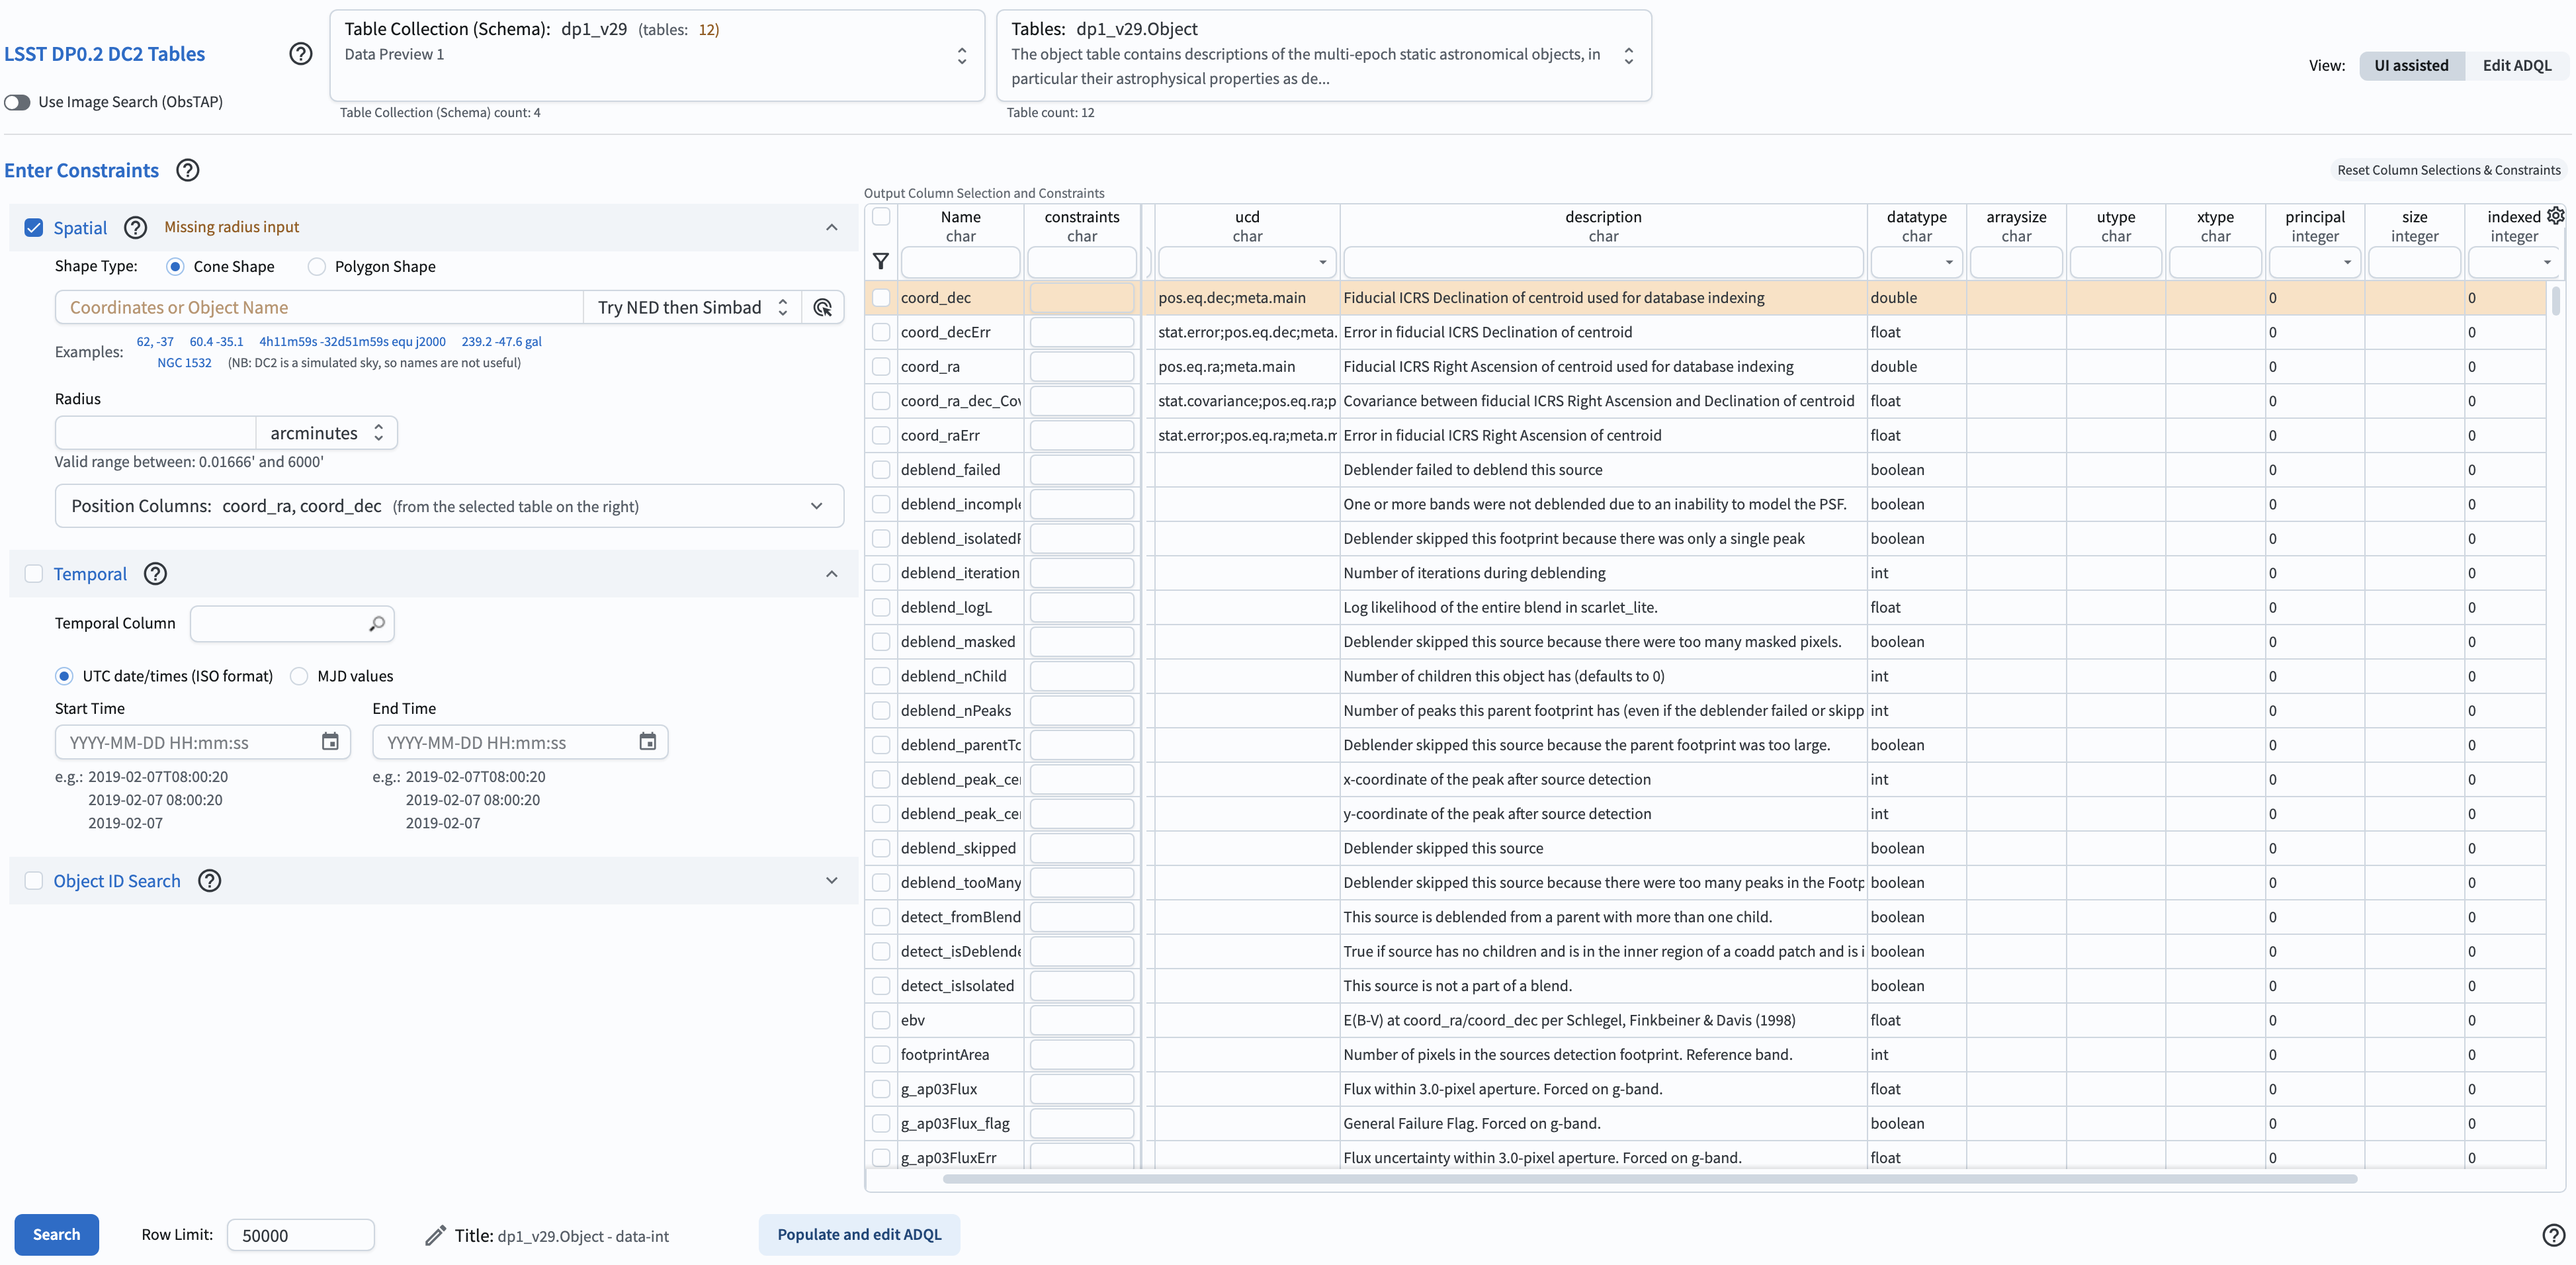 LSST DP0.2 DC2 Tables
Use Image Search (ObsTAP)
Table Collection (Schema): dp1_v29 (tables: 12)
Data Preview 1
Table Collection (Schema) count: 4
Tables: dp1_v29.Object
The object table contains descriptions of the multi-epoch static astronomical objects, in
particular their astrophysical properties as de...
Table count: 12
View: UI assisted Edit ADQL
Enter Constraints
Reset Column Selections & Constraints
Spatial Missing radius input
Shape Type: Cone Shape Polygon Shape
Coordinates or Object Name Try NED then Simbad
Examples: 62, -37 60.4 -35.1 4h11m59s -32d51m59s equ j2000 239.2 -47.6 gal
NGC 1532 (NB: DC2 is a simulated sky, so names are not useful)
Radius
arcminutes
Valid range between: 0.01666' and 6000'
Position Columns: coord_ra, coord_dec (from the selected table on the right)
Temporal
Temporal Column
UTC date/times (ISO format) MJD values
Start Time End Time
YYYY-MM-DD HH:mm:ss YYYY-MM-DD HH:mm:ss
e.g.: 2019-02-07T08:00:20 e.g.: 2019-02-07T08:00:20
2019-02-07 08:00:20 2019-02-07 08:00:20
2019-02-07 2019-02-07
Object ID Search
Output Column Selection and Constraints
Name constraints ucd description datatype arraysize utype xtype principal size indexed
char char char char char char char char integer integer integer
coord_dec pos.eq.dec;meta.main Fiducial ICRS Declination of centroid used for database indexing double 0 0
coord_decErr stat.error;pos.eq.dec;meta. Error in fiducial ICRS Declination of centroid float 0 0
coord_ra pos.eq.ra;meta.main Fiducial ICRS Right Ascension of centroid used for database indexing double 0 0
coord_ra_dec_Cov stat.covariance;pos.eq.ra;p Covariance between fiducial ICRS Right Ascension and Declination of centroid float 0 0
coord_raErr stat.error;pos.eq.ra;meta.m Error in fiducial ICRS Right Ascension of centroid float 0 0
deblend_failed Deblender failed to deblend this source boolean 0 0
deblend_incomple One or more bands were not deblended due to an inability to model the PSF. boolean 0 0
deblend_isolated Deblender skipped this footprint because there was only a single peak boolean 0 0
deblend_iteration Number of iterations during deblending int 0 0
deblend_logL Log likelihood of the entire blend in scarlet_lite. float 0 0
deblend_masked Deblender skipped this source because there were too many masked pixels. boolean 0 0
deblend_nChild Number of children this object has (defaults to 0) int 0 0
deblend_nPeaks Number of peaks this parent footprint has (even if the deblender failed or skipp int 0 0
deblend_parentTo Deblender skipped this source because the parent footprint was too large. boolean 0 0
deblend_peak_cen x-coordinate of the peak after source detection int 0 0
deblend_peak_cen y-coordinate of the peak after source detection int 0 0
deblend_skipped Deblender skipped this source boolean 0 0
deblend_tooMany Deblender skipped this source because there were too many peaks in the Footp boolean 0 0
detect_fromBlend This source is deblended from a parent with more than one child. boolean 0 0
detect_isDeblende True if source has no children and is in the inner region of a coadd patch and is i boolean 0 0
detect_isIsolated This source is not a part of a blend. boolean 0 0
ebv E(B-V) at coord_ra/coord_dec per Schlegel, Finkbeiner & Davis (1998) float 0 0
footprintArea Number of pixels in the sources detection footprint. Reference band. int 0 0
g_ap03Flux Flux within 3.0-pixel aperture. Forced on g-band. float 0 0
g_ap03Flux_flag General Failure Flag. Forced on g-band. boolean 0 0
g_ap03FluxErr Flux uncertainty within 3.0-pixel aperture. Forced on g-band. float 0 0
Search Row Limit: 50000 Title: dp1_v29.Object - data-int Populate and edit ADQL